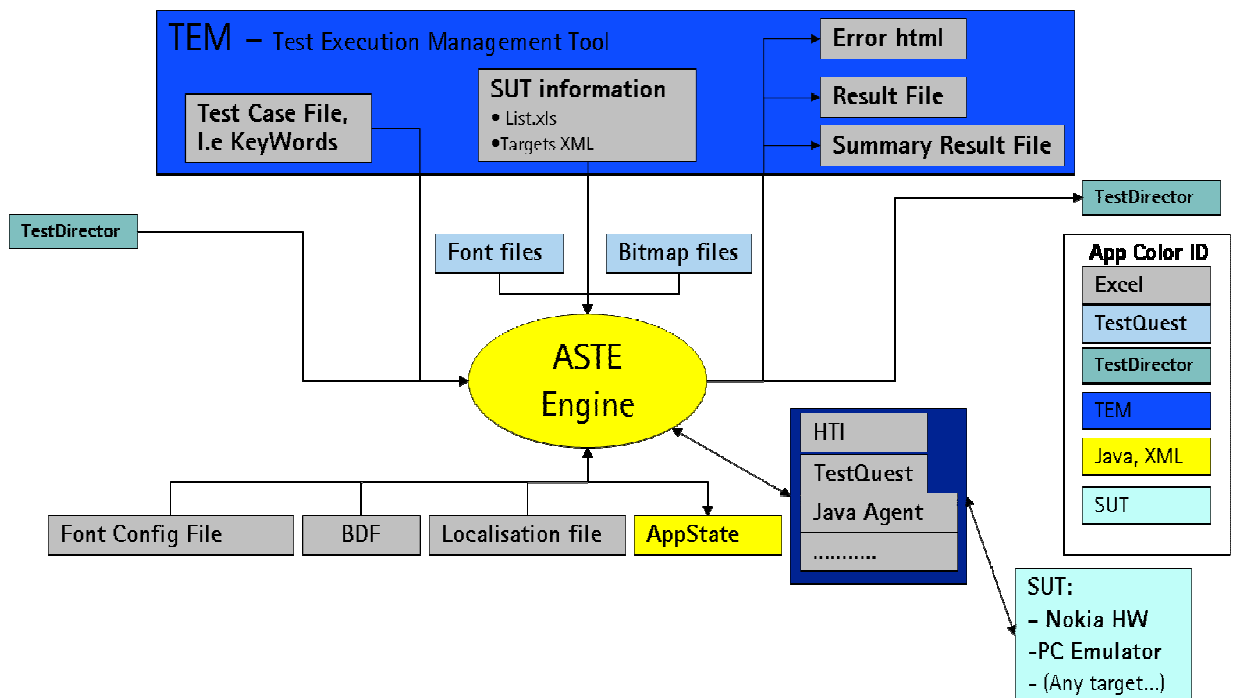 TEM – Test Execution Management Tool
Error html
SUT information
• List.xls
•Targets XML
Result File
Test Case File,
I.e KeyWords
Summary Result File
TestDirector
TestDirector
Font files
Bitmap files
App Color ID
Excel
TestQuest
TestDirector
TEM
Java, XML
SUT
ASTE
Engine
HTI
TestQuest
Java Agent
...........
Font Config File
BDF
Localisation file
AppState
SUT:
– Nokia HW
-PC Emulator
- (Any target...)